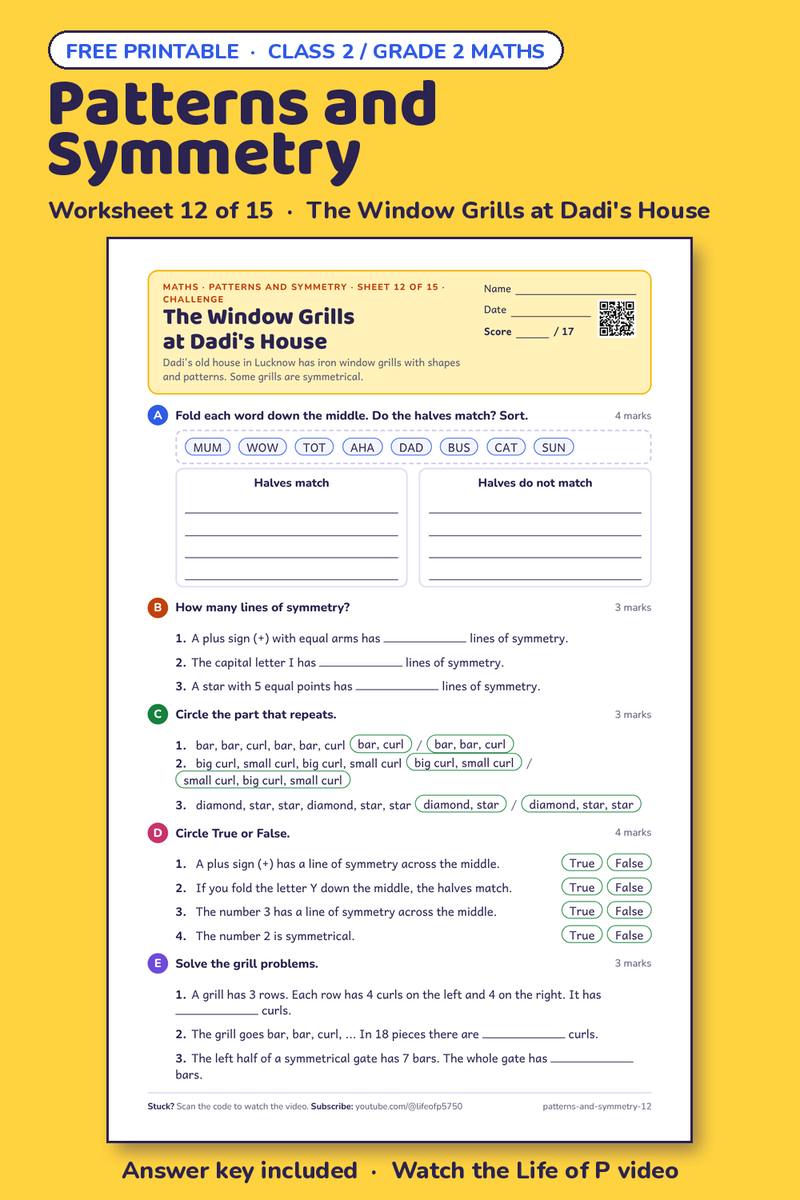 FREE PRINTABLE · CLASS 2 / GRADE 2 MATHS
Patterns and
Symmetry
Worksheet 12 of 15 · The Window Grills at Dadi's House
MATHS · PATTERNS AND SYMMETRY · SHEET 12 OF 15 ·
CHALLENGE
The Window Grills
at Dadi's House
Dadi's old house in Lucknow has iron window grills with shapes
and patterns. Some grills are symmetrical.
Name
Date
Score / 17
A Fold each word down the middle. Do the halves match? Sort. 4 marks
MUM WOW TOT AHA DAD BUS CAT SUN
Halves match Halves do not match
B How many lines of symmetry? 3 marks
1. A plus sign (+) with equal arms has ____ lines of symmetry.
2. The capital letter I has ____ lines of symmetry.
3. A star with 5 equal points has ____ lines of symmetry.
C Circle the part that repeats. 3 marks
1. bar, bar, curl, bar, bar, curl bar, curl / bar, bar, curl
2. big curl, small curl, big curl, small curl big curl, small curl /
small curl, big curl, small curl
3. diamond, star, star, diamond, star, star diamond, star / diamond, star, star
D Circle True or False. 4 marks
1. A plus sign (+) has a line of symmetry across the middle. True False
2. If you fold the letter Y down the middle, the halves match. True False
3. The number 3 has a line of symmetry across the middle. True False
4. The number 2 is symmetrical. True False
E Solve the grill problems. 3 marks
1. A grill has 3 rows. Each row has 4 curls on the left and 4 on the right. It has
____ curls.
2. The grill goes bar, bar, curl, ... In 18 pieces there are ____ curls.
3. The left half of a symmetrical gate has 7 bars. The whole gate has ____
bars.
Stuck? Scan the code to watch the video. Subscribe: youtube.com/@lifeofp5750 patterns-and-symmetry-12
Answer key included · Watch the Life of P video